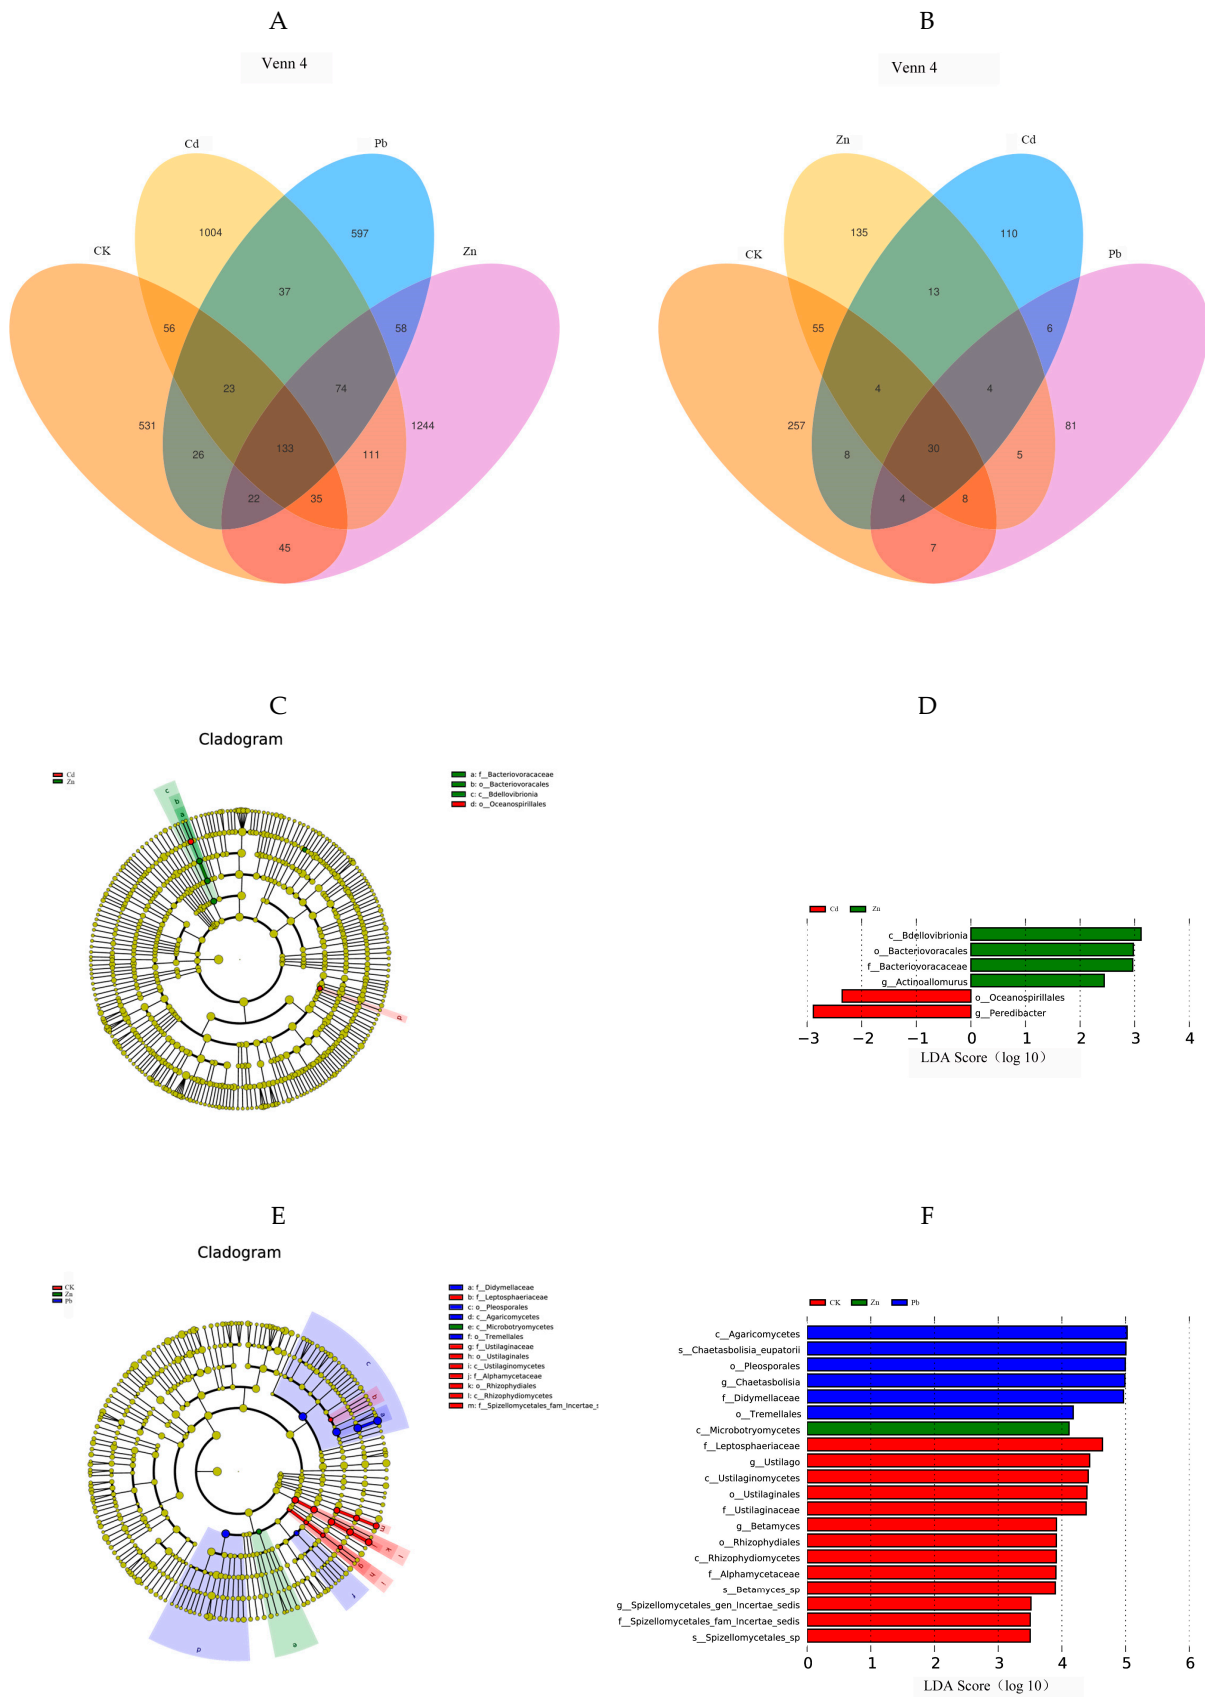 A
B
Venn 4
Venn 4
Cd
Pb
CK
Zn
1004
597
37
56
58
23
74
531
1244
26
133
111
22
35
45
Zn
Cd
CK
Pb
135
110
13
55
6
4
4
257
81
8
30
5
4
8
7
C
D
Cladogram
Cd
Zn
a: f__Bacteriovoracaceae
b: o__Bacteriovoracales
c: c__Bdellovibrionia
d: o__Oceanospirillales
c
b
a
d
Cd
Zn
c__Bdellovibrionia
o__Bacteriovoracales
f__Bacteriovoracaceae
g__Actinoallomurus
o__Oceanospirillales
g__Peredibacter
−3 −2 −1 0 1 2 3 4
LDA Score（log 10）
E
F
Cladogram
CK
Zn
Pb
a: f__Didymellaceae
b: f__Leptosphaeriaceae
c: o__Pleosporales
d: c__Agaricomycetes
e: c__Microbotryomycetes
f: o__Tremellales
g: f__Ustilaginaceae
h: o__Ustilaginales
i: c__Ustilaginomycetes
j: f__Alphamycetaceae
k: o__Rhizophydiales
l: c__Rhizophydiomycetes
m: f__Spizellomycetales_fam_Incertae_s
c
b
a
m
l
k
i
h
g
f
e
d
CK
Zn
Pb
c__Agaricomycetes
s__Chaetasbolisia_eupatorii
o__Pleosporales
g__Chaetasbolisia
f__Didymellaceae
o__Tremellales
c__Microbotryomycetes
f__Leptosphaeriaceae
g__Ustilago
c__Ustilaginomycetes
o__Ustilaginales
f__Ustilaginaceae
g__Betamyces
o__Rhizophydiales
c__Rhizophydiomycetes
f__Alphamycetaceae
s__Betamyces_sp
g__Spizellomycetales_gen_Incertae_sedis
f__Spizellomycetales_fam_Incertae_sedis
s__Spizellomycetales_sp
0 1 2 3 4 5 6
LDA Score（log 10）